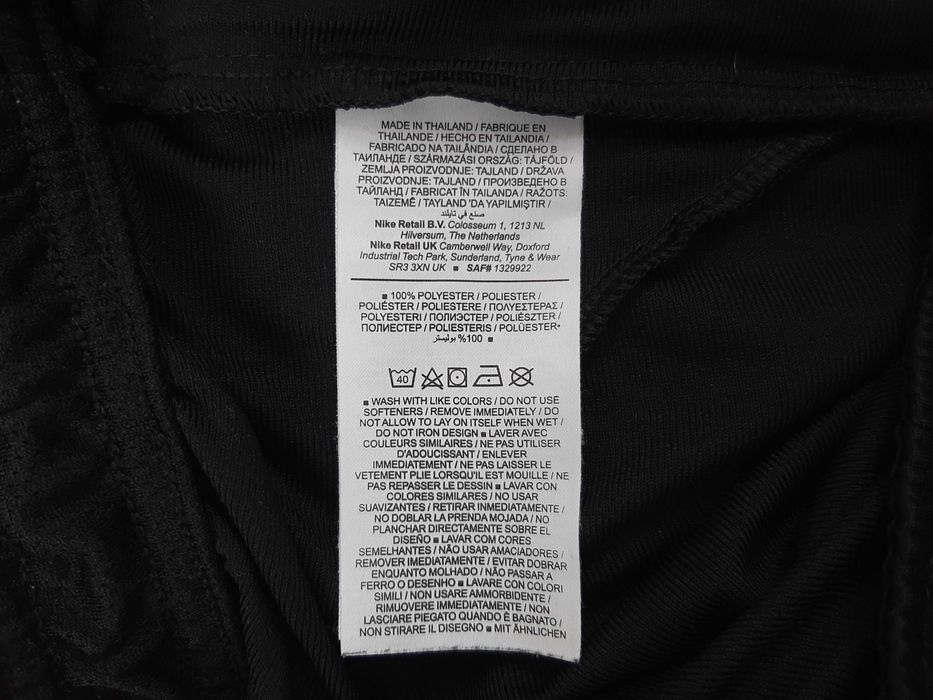 MADE IN THAILAND / FABRIQUE EN
THAILANDE / HECHO EN TAILANDIA /
FABRICADO NA TAILÂNDIA / СДЕЛАНО В
ТАИЛАНДЕ / SZÁRMAZÁSI ORSZÁG: TÁJFÖLD /
ZEMLJA PROIZVODNJE: TAJLAND / DRŽAVA
PROIZVODNJE: TAJLAND / ПРОИЗВЕДЕНО В
ТАЙЛАНД / FABRICAT ÎN TAILANDA / RAŽOTS:
TAIZEMĒ / TAYLAND 'DA YAPILMIŞTIR /
صنع في تايلند
Nike Retail B.V. Colosseum 1, 1213 NL
Hilversum, The Netherlands
Nike Retail UK Camberwell Way, Doxford
Industrial Tech Park, Sunderland, Tyne & Wear
SR3 3XN UK ■ SAF# 1329922
■ 100% POLYESTER / POLIESTER /
POLIÉSTER / POLIESTERE / ΠΟΛΥΕΣΤΕΡΑΣ /
POLYESTERI / ПОЛИЭСТЕР / POLIÉSZTER /
ПОЛИЕСТЕР / POLIESTERIS / POLÜESTER*
%100 بوليستر ■
40
■ WASH WITH LIKE COLORS / DO NOT USE
SOFTENERS / REMOVE IMMEDIATELY / DO
NOT ALLOW TO LAY ON ITSELF WHEN WET /
DO NOT IRON DESIGN ■ LAVER AVEC
COULEURS SIMILAIRES / NE PAS UTILISER
D'ADOUCISSANT / ENLEVER
IMMEDIATEMENT / NE PAS LAISSER LE
VETEMENT PLIE LORSQU'IL EST MOUILLE / NE
PAS REPASSER LE DESSIN ■ LAVAR CON
COLORES SIMILARES / NO USAR
SUAVIZANTES / RETIRAR INMEDIATAMENTE /
NO DOBLAR LA PRENDA MOJADA / NO
PLANCHAR DIRECTAMENTE SOBRE EL
DISEÑO ■ LAVAR COM CORES
SEMELHANTES / NÃO USAR AMACIADORES /
REMOVER IMEDIATAMENTE / EVITAR DOBRAR
ENQUANTO MOLHADO / NÃO PASSAR A
FERRO O DESENHO ■ LAVARE CON COLORI
SIMILI / NON USARE AMMORBIDENTE /
RIMUOVERE IMMEDIATAMENTE / NON
LASCIARE PIEGATO QUANDO È BAGNATO /
NON STIRARE IL DISEGNO ■ MIT ÄHNLICHEN